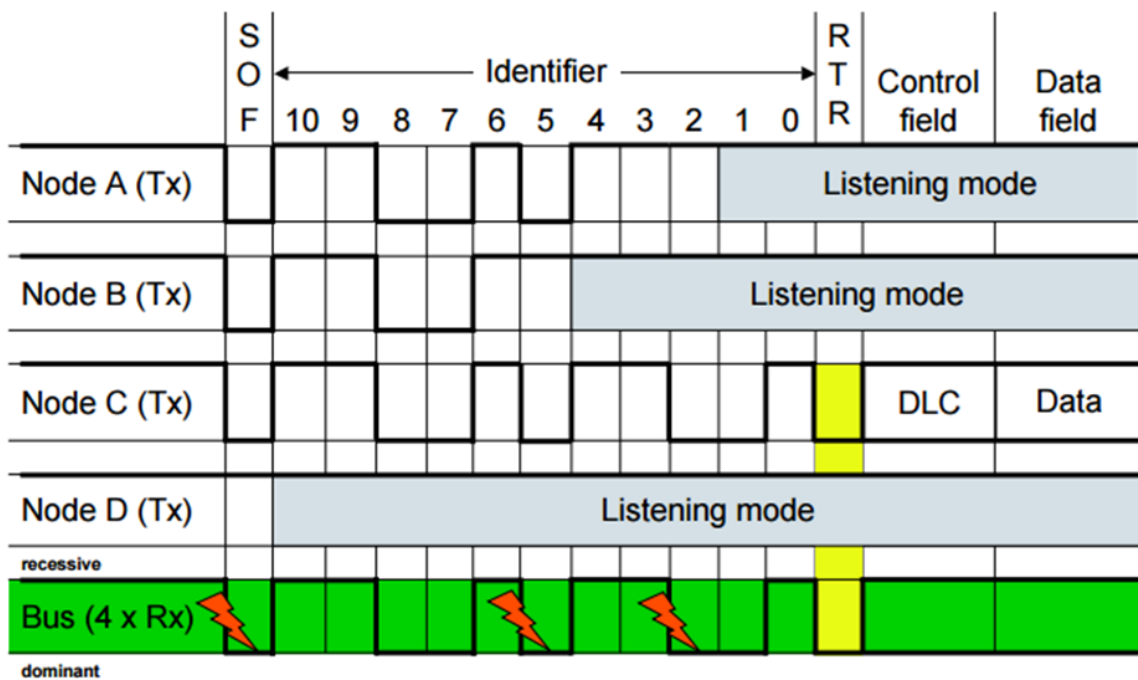 S
O
F
Identifier
10 9 8 7 6 5 4 3 2 1 0
R
T
R
Control
field
Data
field
Node A (Tx)
Listening mode
Node B (Tx)
Listening mode
Node C (Tx)
DLC
Data
Node D (Tx)
Listening mode
recessive
Bus (4 x Rx)
dominant